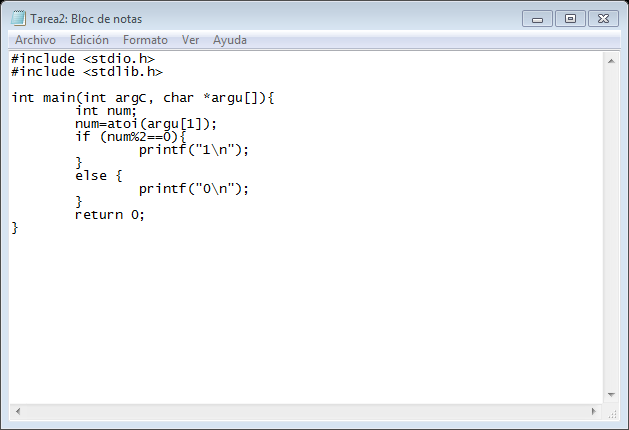 Tarea2: Bloc de notas
Archivo Edición Formato Ver Ayuda
#include <stdio.h>
#include <stdlib.h>

int main(int argc, char *argu[]){
        int num;
        num=atoi(argu[1]);
        if (num%2==0){
                printf("1\n");
        }
        else {
                printf("0\n");
        }
        return 0;
}